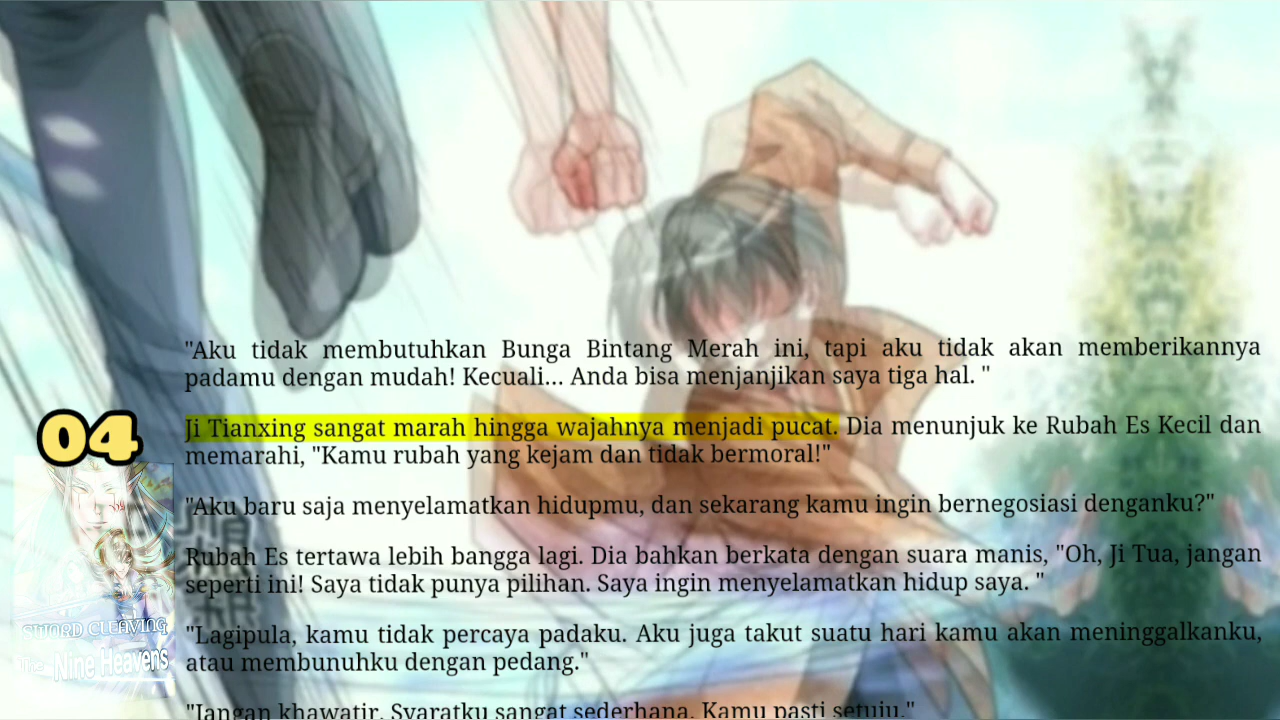 "Aku tidak membutuhkan Bunga Bintang Merah ini, tapi aku tidak akan memberikannya
padamu dengan mudah! Kecuali... Anda bisa menjanjikan saya tiga hal. "
Ji Tianxing sangat marah hingga wajahnya menjadi pucat. Dia menunjuk ke Rubah Es Kecil dan
memarahi, "Kamu rubah yang kejam dan tidak bermoral!"
"Aku baru saja menyelamatkan hidupmu, dan sekarang kamu ingin bernegosiasi denganku?"
Rubah Es tertawa lebih bangga lagi. Dia bahkan berkata dengan suara manis, "Oh, Ji Tua, jangan
seperti ini! Saya tidak punya pilihan. Saya ingin menyelamatkan hidup saya. "
"Lagipula, kamu tidak percaya padaku. Aku juga takut suatu hari kamu akan meninggalkanku,
atau membunuhku dengan pedang."
"Jangan khawatir. Syaratku sangat sederhana. Kamu pasti setuju."
04
SWORD CLEAVING
The Nine Heavens